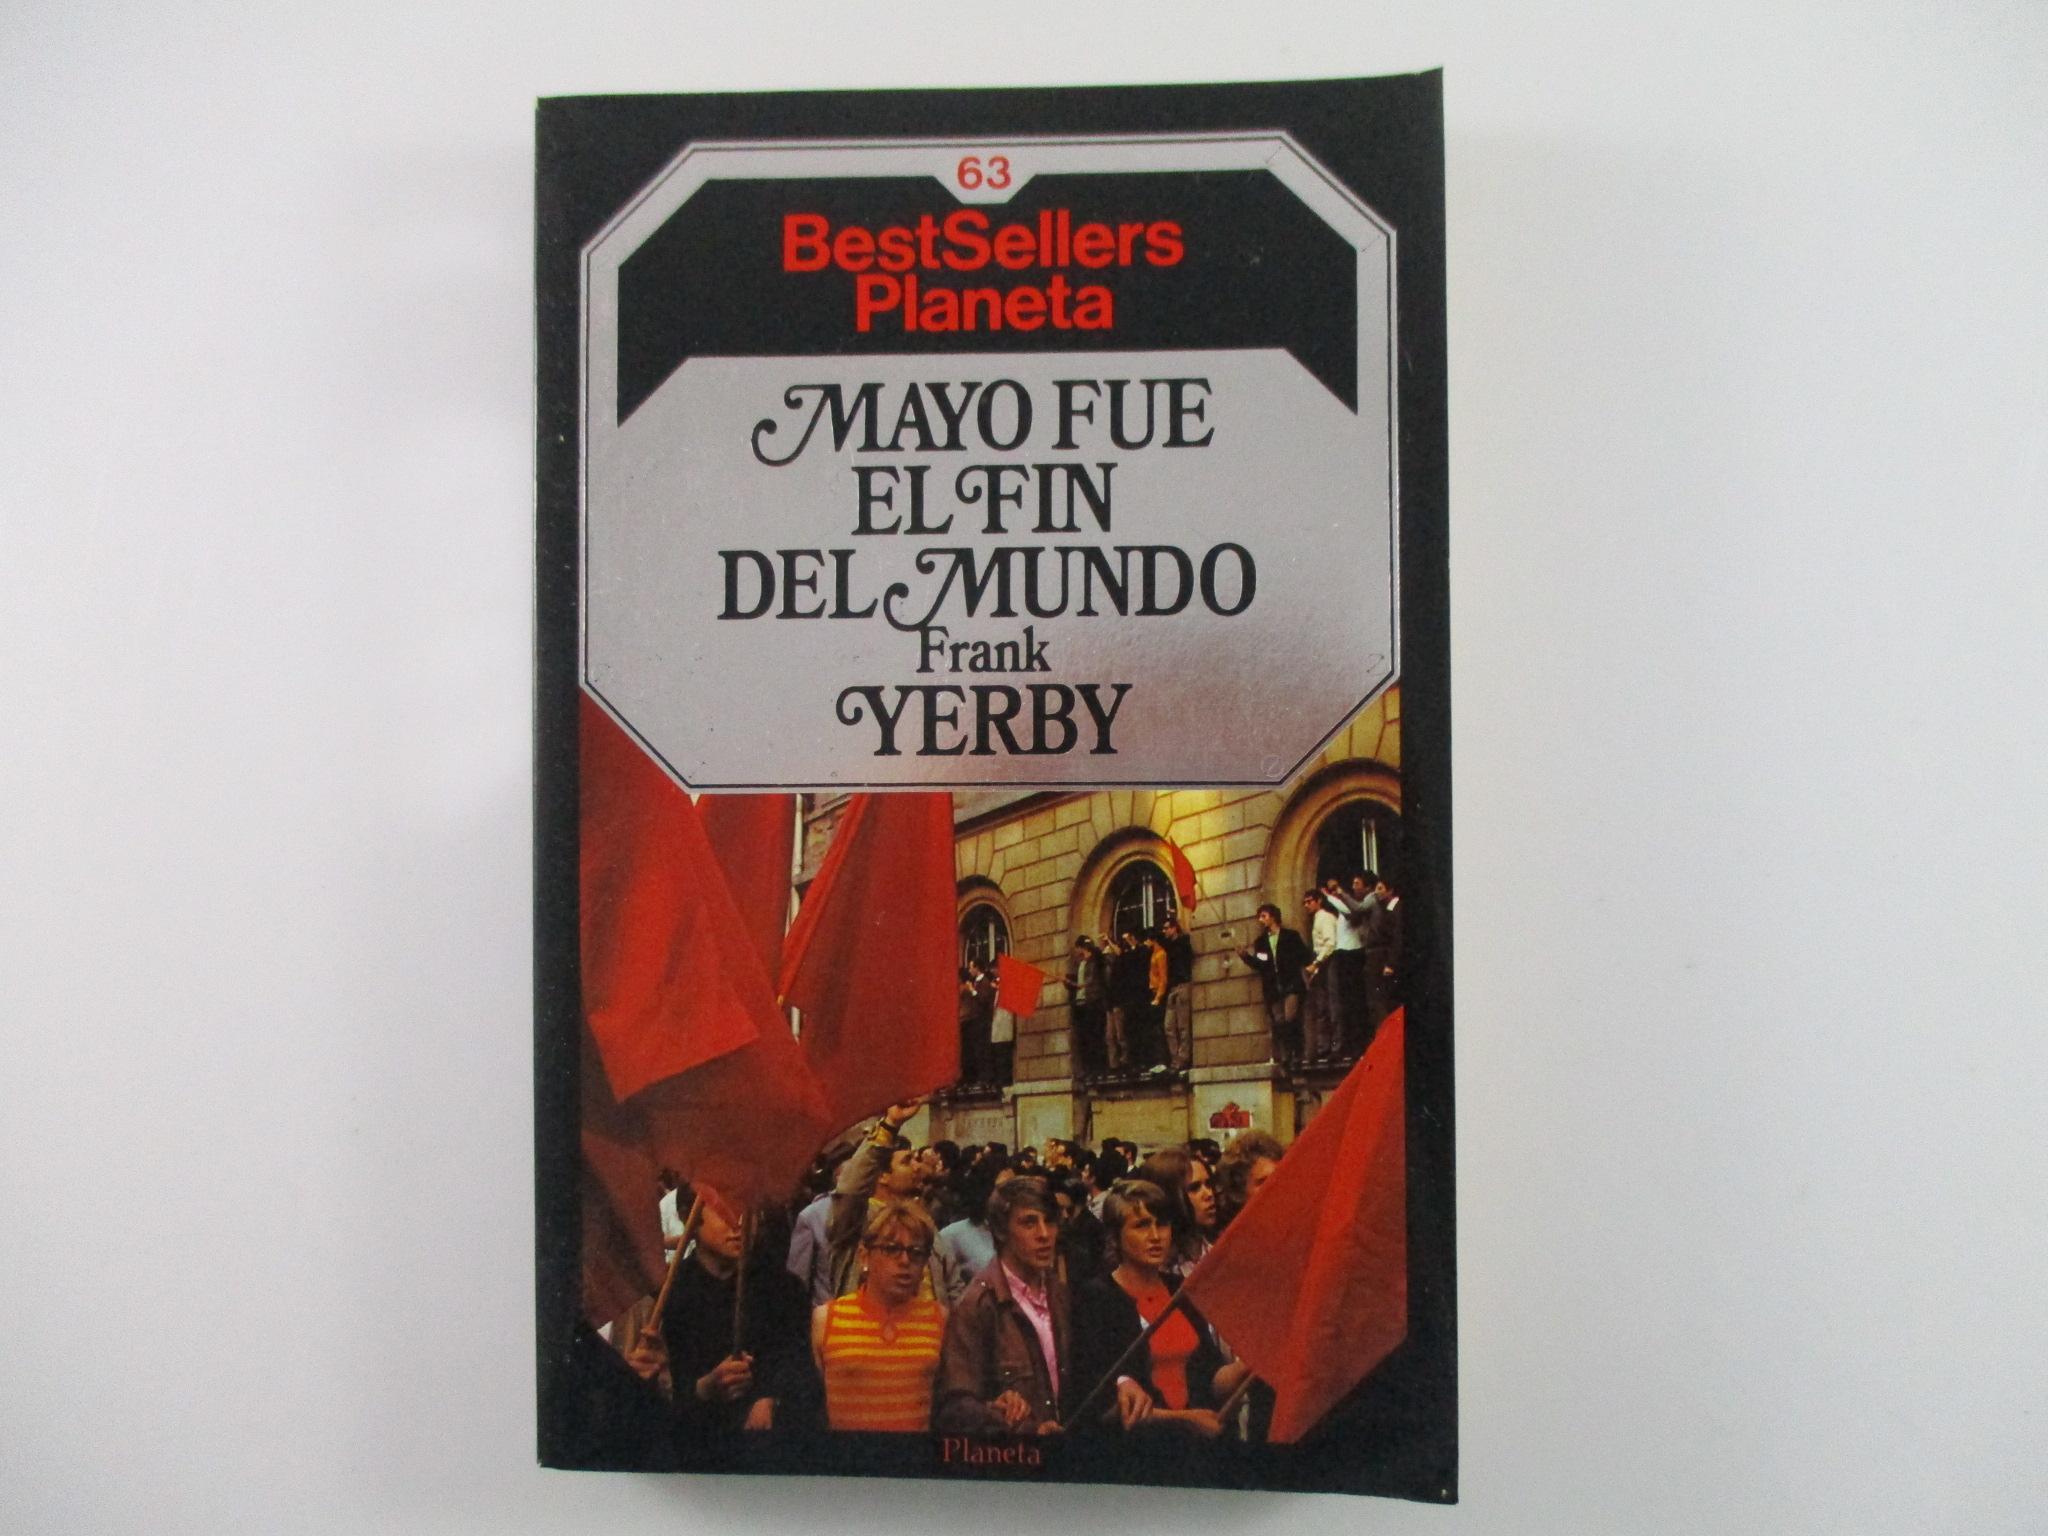 63
BestSellers
Planeta
MAYO FUE
EL FIN
DEL MUNDO
Frank
YERBY
Planeta